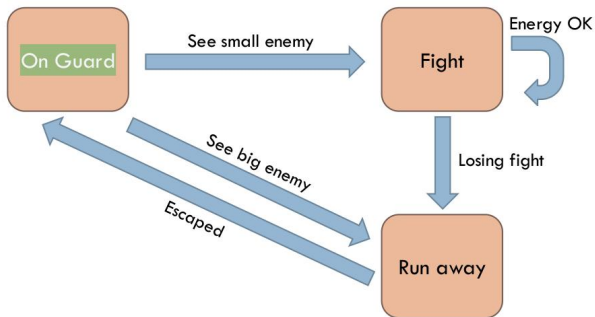 Energy OK
On Guard
See small enemy
Fight
See big enemy
Losing fight
Escaped
Run away